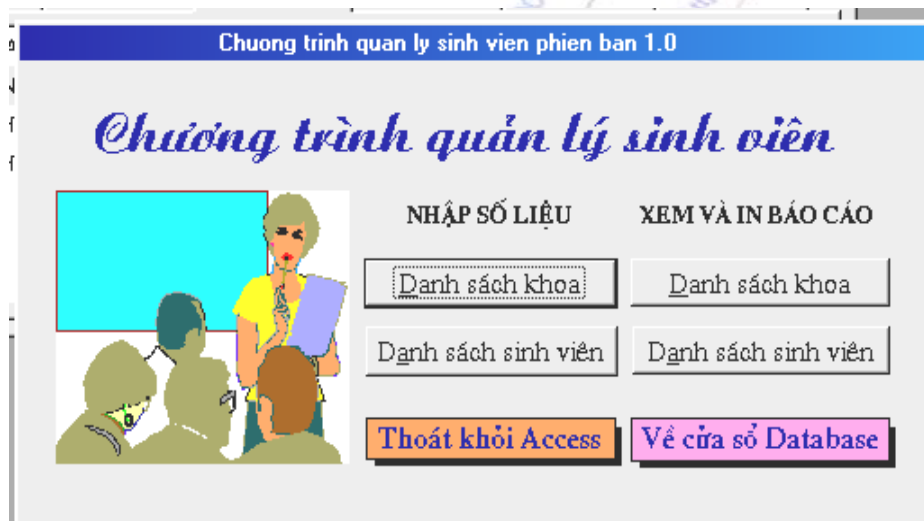 Chuong trinh quan ly sinh vien phien ban 1.0
Chương trình quản lý sinh viên
NHẬP SỐ LIỆU
XEM VÀ IN BÁO CÁO
Danh sách khoa
Danh sách khoa
Danh sách sinh viên
Danh sách sinh viên
Thoát khỏi Access
Về cửa sổ Database